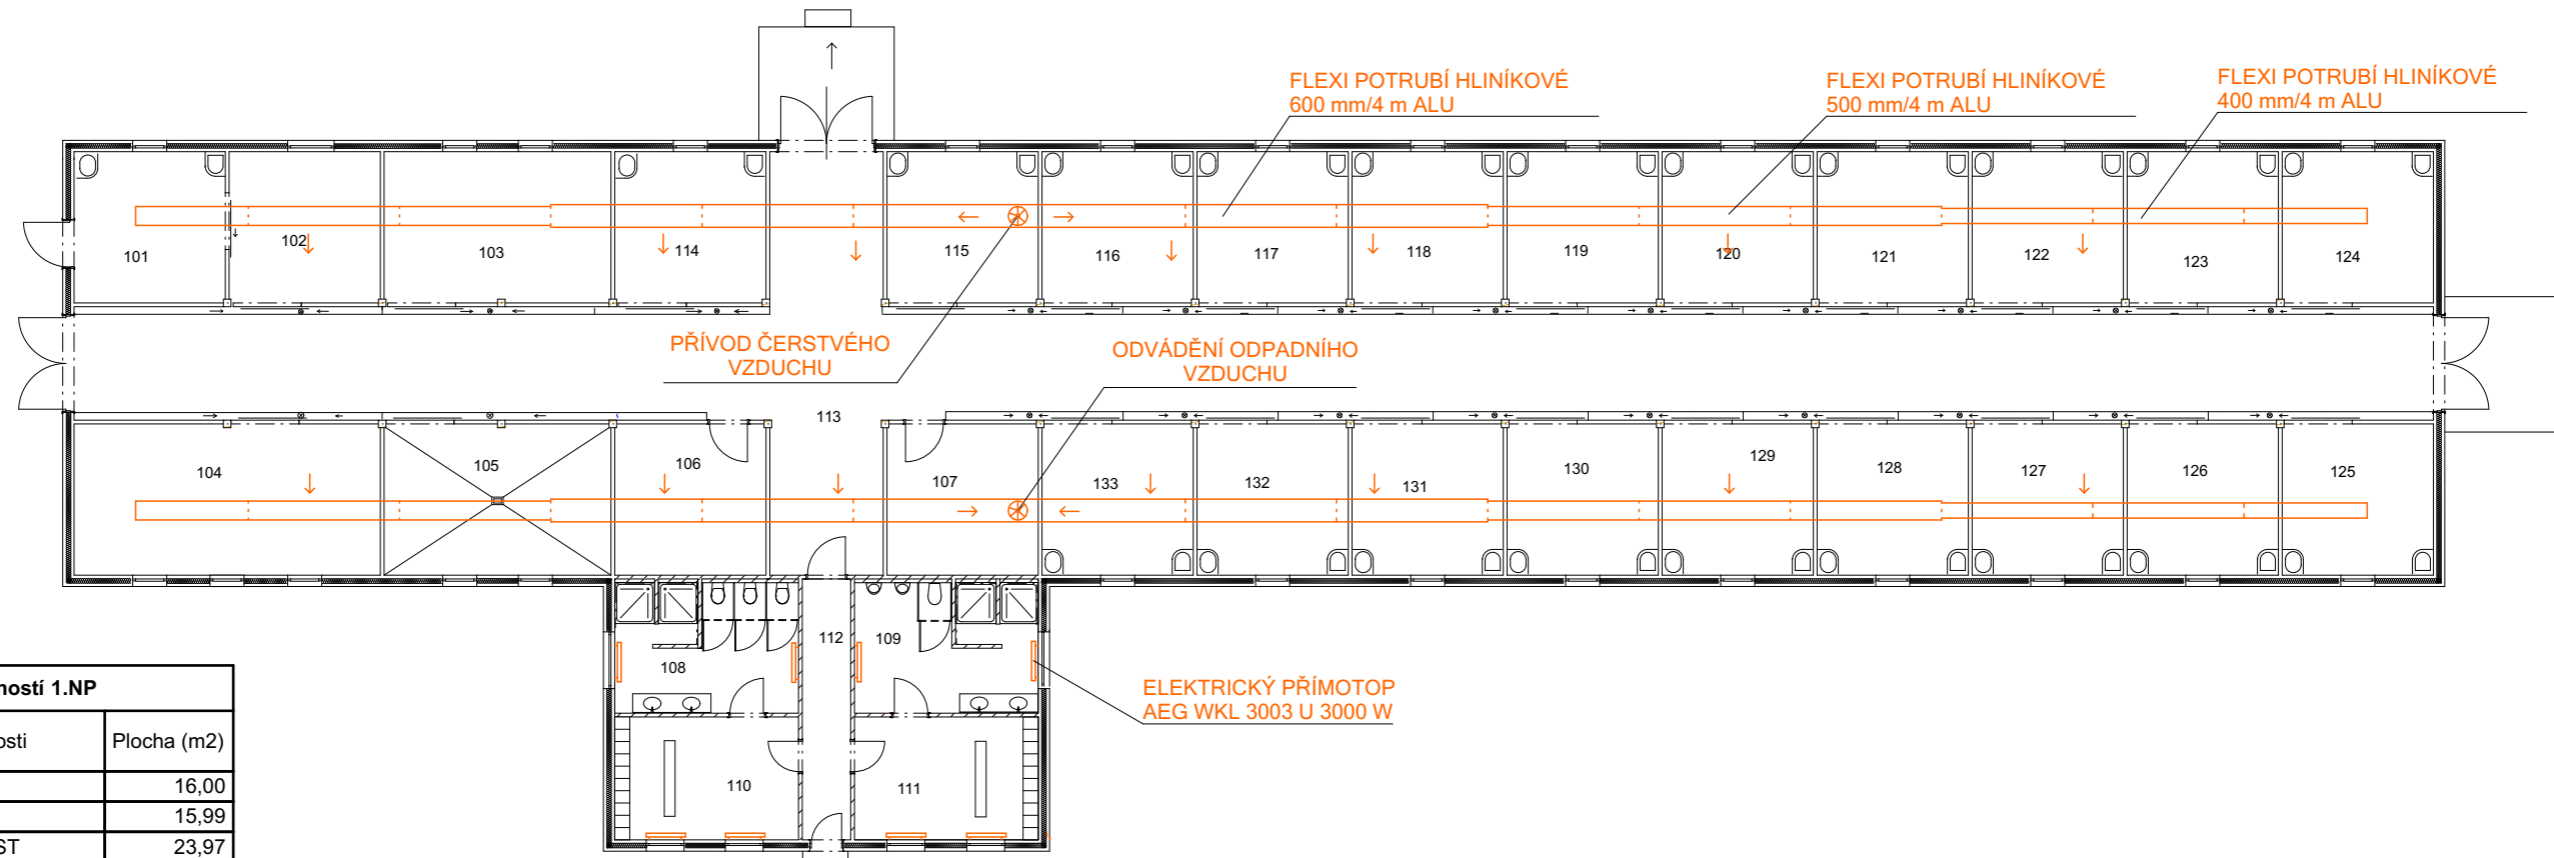 FLEXI POTRUBÍ HLINÍKOVÉ
600 mm/4 m ALU
FLEXI POTRUBÍ HLINÍKOVÉ
500 mm/4 m ALU
FLEXI POTRUBÍ HLINÍKOVÉ
400 mm/4 m ALU
101
102
103
114
115
116
117
118
119
120
121
122
123
124
PŘÍVOD ČERSTVÉHO
VZDUCHU
ODVÁDĚNÍ ODPADNÍHO
VZDUCHU
113
104
105
106
107
133
132
131
130
129
128
127
126
125
108
112
109
ELEKTRICKÝ PŘÍMOTOP
AEG WKL 3003 U 3000 W
110
111
ností 1.NP
osti Plocha (m2)
16,00
15,99
ST 23,97